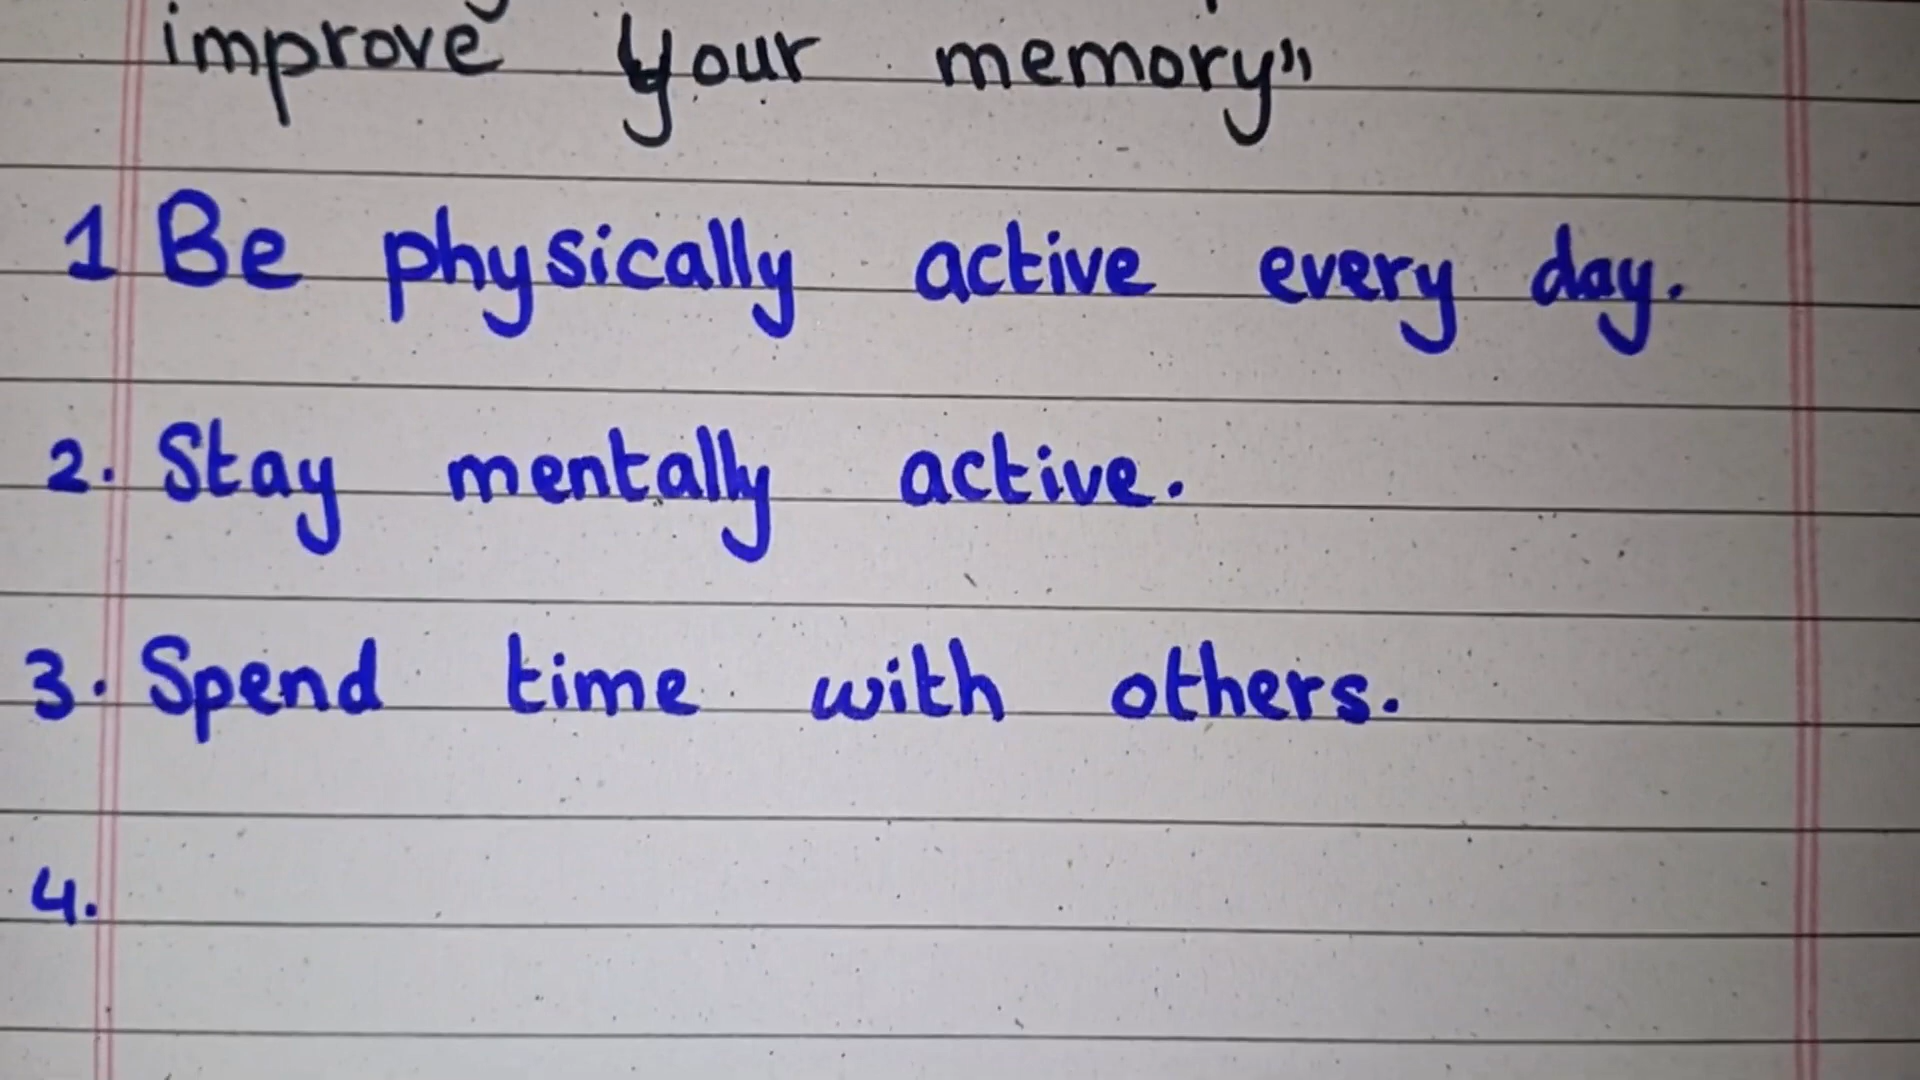 improve your memory"
1 Be physically active every day.
2. Stay mentally active.
3. Spend time with others.
4.